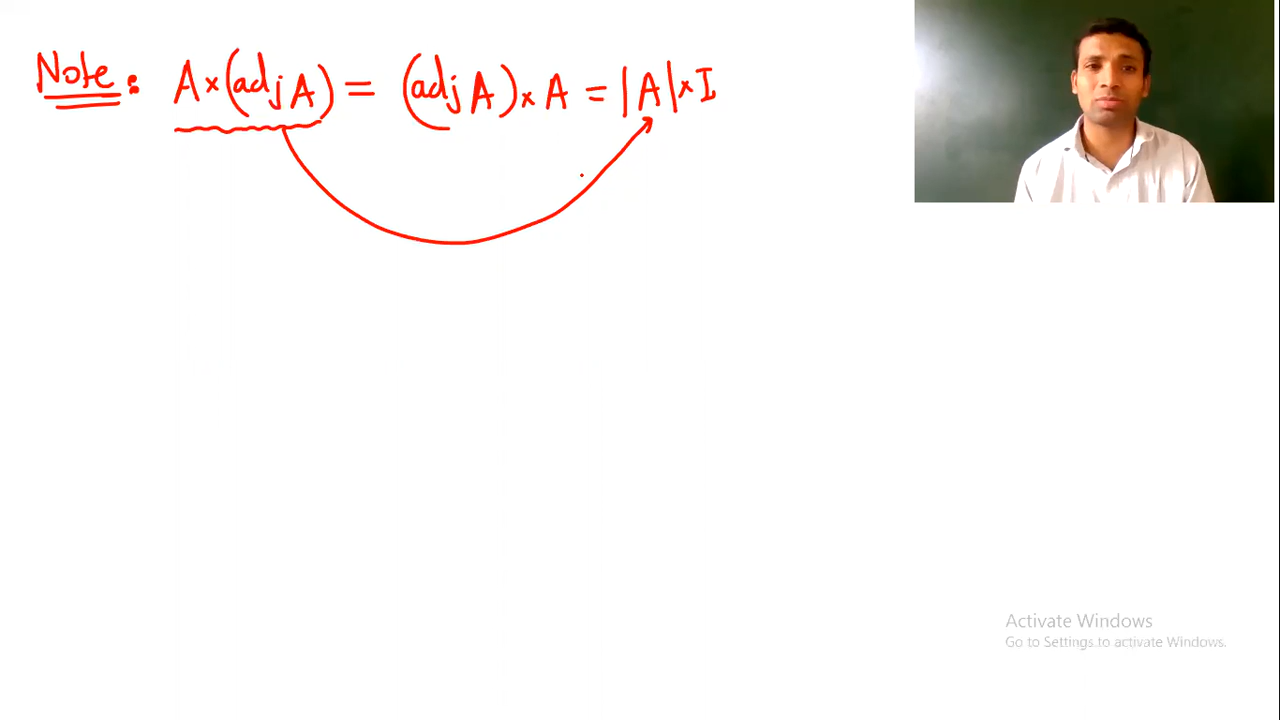 Note: A×(adj A) = (adj A)×A = |A|×I
Activate Windows
Go to Settings to activate Windows.